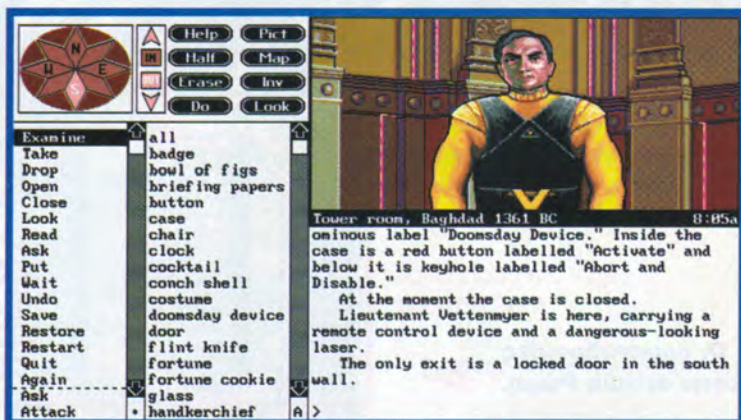 N
W
E
S
IN
OUT
Help
Pict
Half
Map
Erase
Inv
Do
Look
Examine
Take
Drop
Open
Close
Look
Read
Ask
Put
Wait
Undo
Save
Restore
Restart
Quit
Again
Ask
Attack
all
badge
bowl of figs
briefing papers
button
case
chair
clock
cocktail
conch shell
costume
doomsday device
door
flint knife
fortune
fortune cookie
glass
handkerchief
A
Tower room, Baghdad 1361 BC 8:05a
ominous label "Doomsday Device." Inside the
case is a red button labelled "Activate" and
below it is keyhole labelled "Abort and
Disable."
At the moment the case is closed.
Lieutenant Vettenmyer is here, carrying a
remote control device and a dangerous-looking
laser.
The only exit is a locked door in the south
wall.
>